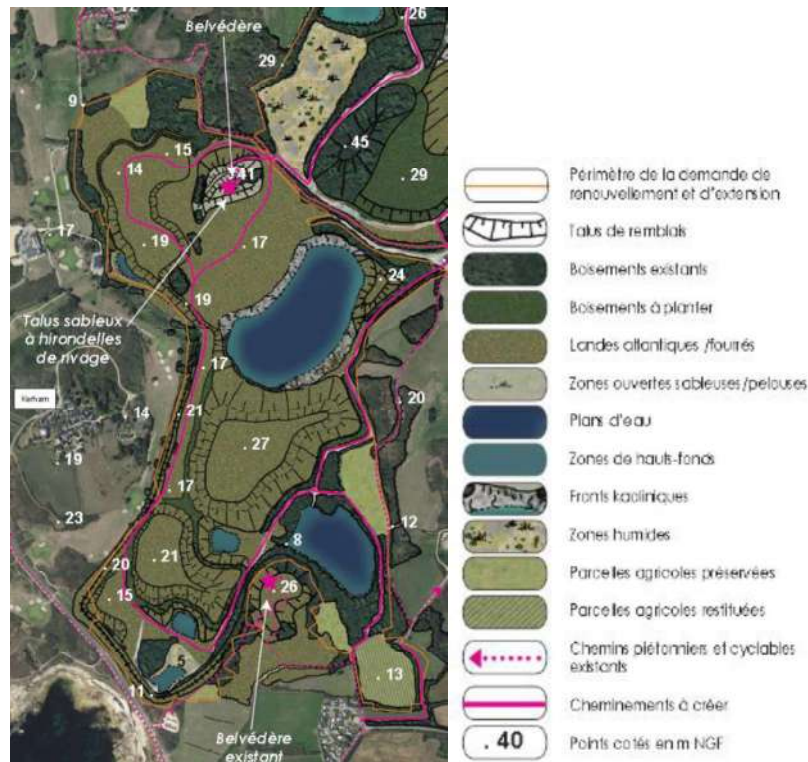 12
Belvédère
26
29
9
45
15
41
14
29
17
19
17
24
19
Talus sableux
à hirondelles
de rivage
17
20
14
21
27
19
17
23
12
8
20
21
26
15
5
13
11
Belvédère
existant
Périmètre de la demande de
renouvellement et d'extension
Talus de remblais
Boisements existants
Boisements à planter
Landes atlantiques /fourrés
Zones ouvertes sableuses/pelouses
Plans d'eau
Zones de hauts-fonds
Fronts kaoliniques
Zones humides
Parcelles agricoles préservées
Parcelles agricoles restituées
Chemins piétonniers et cyclables
existants
Cheminements à créer
. 40 Points cotés en m NGF